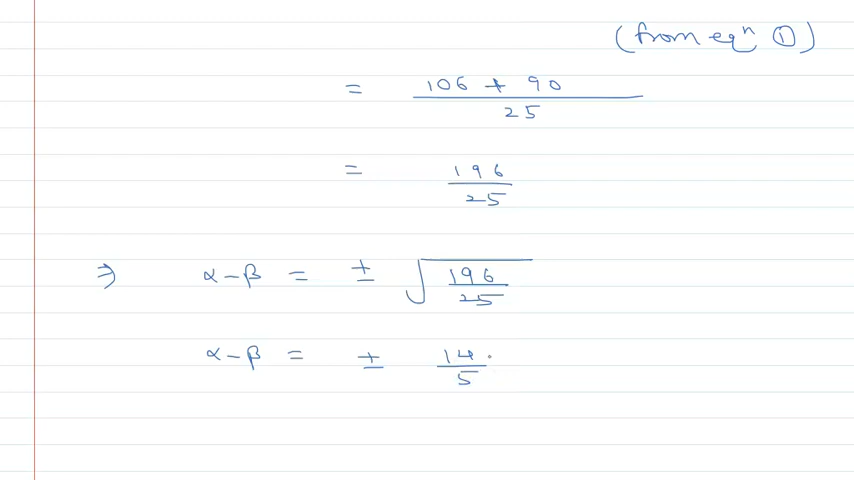 (from eqⁿ ①)
= 106 + 90 / 25
= 196 / 25
⇒ α - β = ± √(196 / 25)
α - β = ± 14 / 5